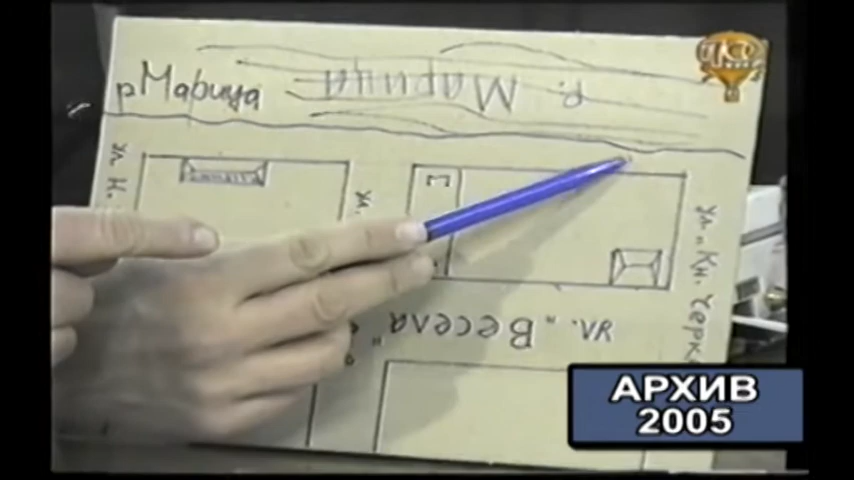 р Марица
р. Марица
ул Н.
ул.
ул. "Весела"
ул. "Кн. Черк
АРХИВ
2005